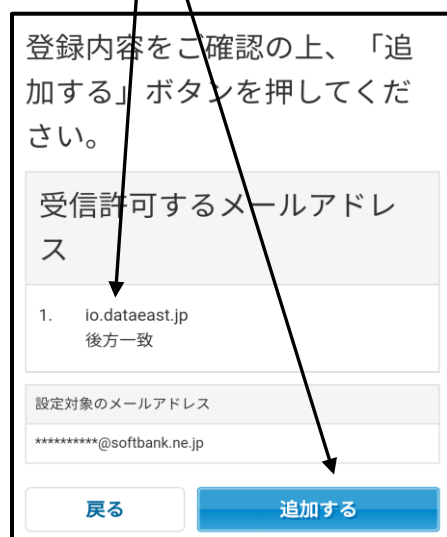 登録内容をご確認の上、「追
加する」ボタンを押してくだ
さい。
受信許可するメールアドレ
ス
1. io.dataeast.jp
後方一致
設定対象のメールアドレス
**********@softbank.ne.jp
戻る
追加する